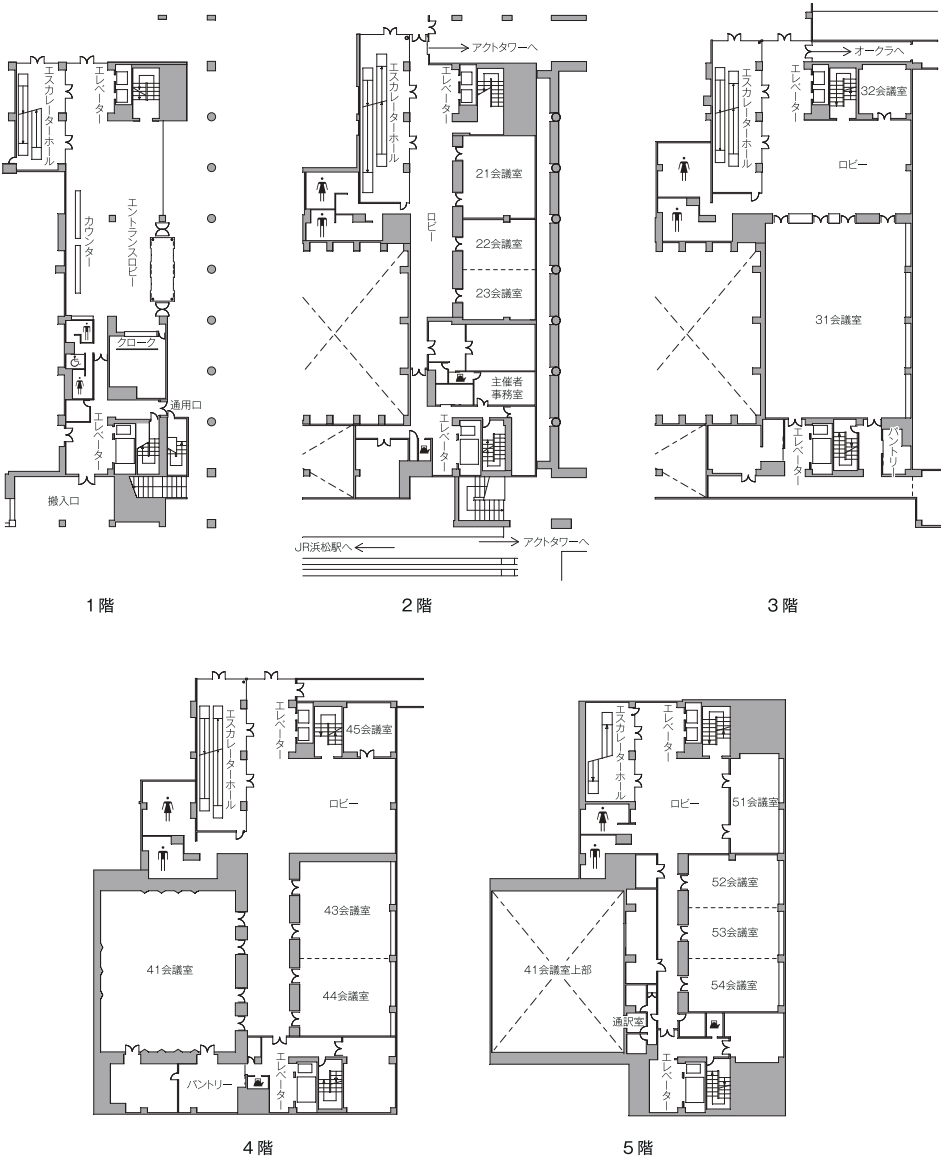 エスカレーターホール
エレベーター
エントランスロビー
カウンター
クローク
通用口
エレベーター
搬入口
1階
アクトタワーへ
エスカレーターホール
エレベーター
21会議室
ロビー
22会議室
23会議室
主催者
事務室
エレベーター
JR浜松駅へ
アクトタワーへ
2階
オークラへ
エスカレーターホール
エレベーター
32会議室
ロビー
31会議室
エレベーター
パントリー
3階
エスカレーターホール
エレベーター
45会議室
ロビー
43会議室
41会議室
44会議室
パントリー
エレベーター
4階
エスカレーターホール
エレベーター
ロビー
51会議室
52会議室
53会議室
41会議室上部
54会議室
通訳室
エレベーター
5階